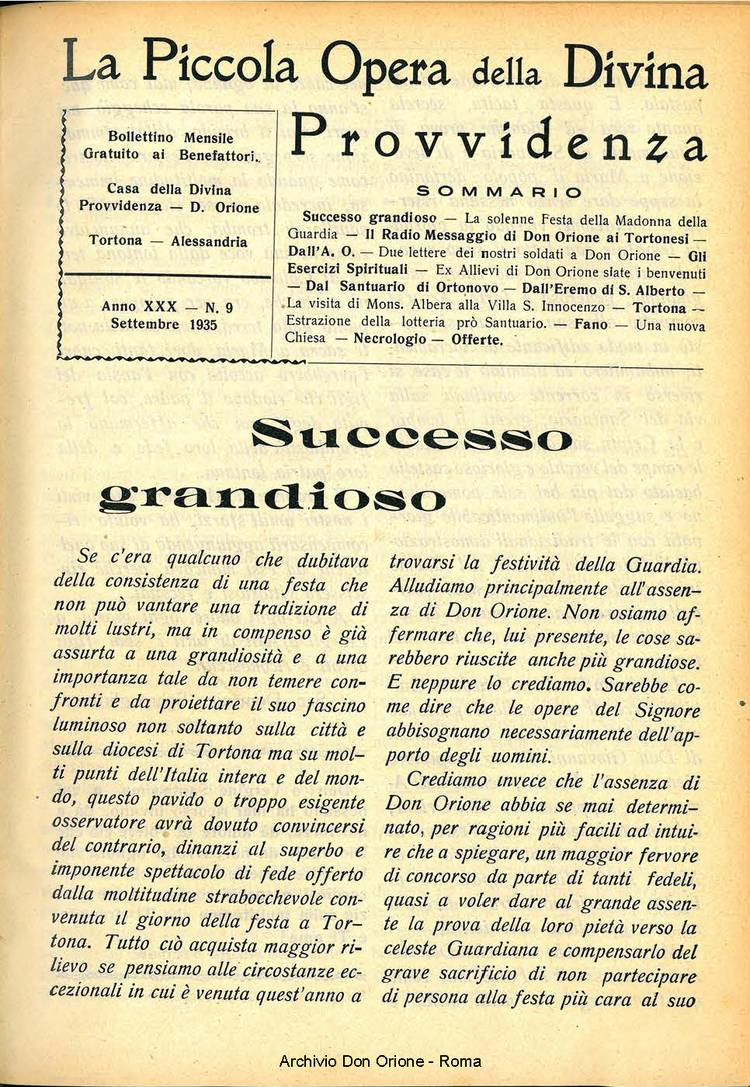 La Piccola Opera della Divina
Provvidenza
Bollettino Mensile
Gratuito ai Benefattori.
Casa della Divina
Provvidenza — D. Orione
Tortona — Alessandria
Anno XXX — N. 9
Settembre 1935
SOMMARIO
Successo grandioso — La solenne Festa della Madonna della
Guardia — Il Radio Messaggio di Don Orione ai Tortonesi —
Dall'A. O. — Due lettere dei nostri soldati a Don Orione — Gli
Esercizi Spirituali — Ex Allievi di Don Orione siate i benvenuti
— Dal Santuario di Ortonovo — Dall'Eremo di S. Alberto —
La visita di Mons. Albera alla Villa S. Innocenzo — Tortona —
Estrazione della lotteria prò Santuario. — Fano — Una nuova
Chiesa — Necrologio — Offerte.
Successo
grandioso
Se c'era qualcuno che dubitava
della consistenza di una festa che
non può vantare una tradizione di
molti lustri, ma in compenso è già
assurta a una grandiosità e a una
importanza tale da non temere con-
fronti e da proiettare il suo fascino
luminoso non soltanto sulla città e
sulla diocesi di Tortona ma su mol-
ti punti dell'Italia intera e del mon-
do, questo pavido o troppo esigente
osservatore avrà dovuto convincersi
del contrario, dinanzi al superbo e
imponente spettacolo di fede offerto
dalla moltitudine strabocchevole con-
venuta il giorno della festa a Tor-
tona. Tutto ciò acquista maggior ri-
lievo se pensiamo alle circostanze ec-
cezionali in cui è venuta quest'anno a
trovarsi la festività della Guardia.
Alludiamo principalmente all'assen-
za di Don Orione. Non osiamo af-
fermare che, lui presente, le cose sa-
rebbero riuscite anche più grandiose.
E neppure lo crediamo. Sarebbe co-
me dire che le opere del Signore
abbisognano necessariamente dell'ap-
porto degli uomini.
Crediamo invece che l'assenza di
Don Orione abbia se mai determi-
nato, per ragioni più facili ad intui-
re che a spiegare, un maggior fervore
di concorso da parte di tanti fedeli,
quasi a voler dare al grande assen-
te la prova della loro pietà verso la
celeste Guardiana e compensarlo del
grave sacrificio di non partecipare
di persona alla festa più cara al suo
Archivio Don Orione - Roma